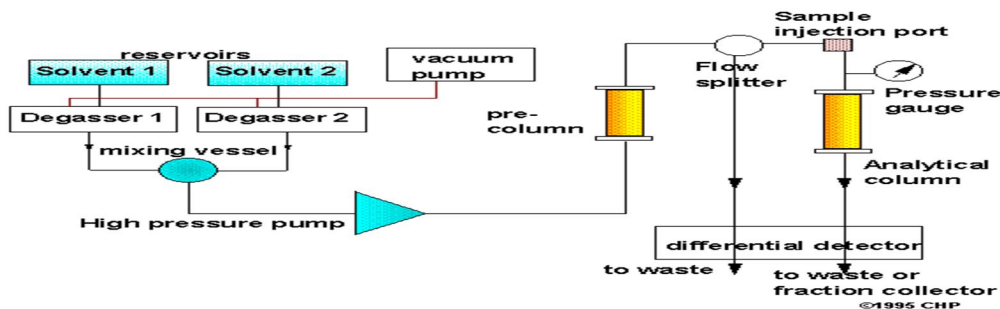 reservoirs
Solvent 1
Solvent 2
vacuum
pump
Degasser 1
Degasser 2
mixing vessel
High pressure pump
pre-
column
Flow
splitter
Sample
injection port
Pressure
gauge
Analytical
column
differential detector
to waste
to waste or
fraction collector
©1995 CHP